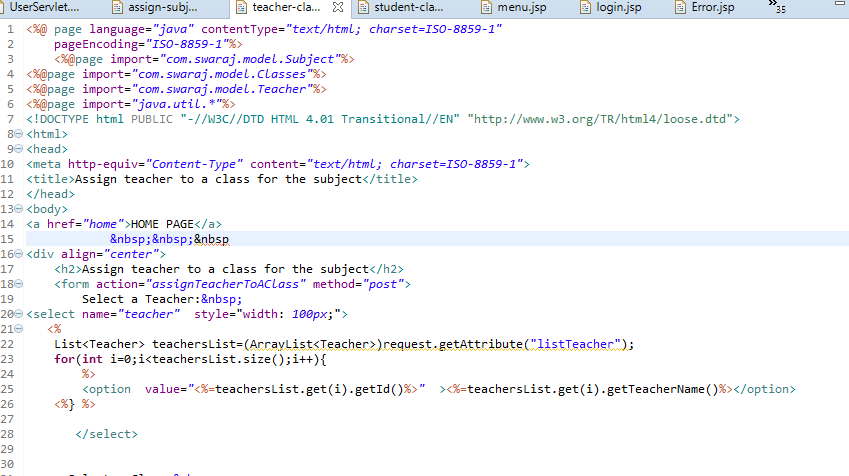 UserServlet.... assign-subj... teacher-cla... student-cla... menu.jsp login.jsp Error.jsp »35
1 <%@ page language="java" contentType="text/html; charset=ISO-8859-1"
2 pageEncoding="ISO-8859-1"%>
3 <%@page import="com.swaraj.model.Subject"%>
4 <%@page import="com.swaraj.model.Classes"%>
5 <%@page import="com.swaraj.model.Teacher"%>
6 <%@page import="java.util.*"%>
7 <!DOCTYPE html PUBLIC "-//W3C//DTD HTML 4.01 Transitional//EN" "http://www.w3.org/TR/html4/loose.dtd">
8 <html>
9 <head>
10 <meta http-equiv="Content-Type" content="text/html; charset=ISO-8859-1">
11 <title>Assign teacher to a class for the subject</title>
12 </head>
13 <body>
14 <a href="home">HOME PAGE</a>
15 &nbsp;&nbsp;&nbsp
16 <div align="center">
17 <h2>Assign teacher to a class for the subject</h2>
18 <form action="assignTeacherToAClass" method="post">
19 Select a Teacher:&nbsp;
20 <select name="teacher" style="width: 100px;">
21 <%
22 List<Teacher> teachersList=(ArrayList<Teacher>)request.getAttribute("listTeacher");
23 for(int i=0;i<teachersList.size();i++){
24 %>
25 <option value="<%=teachersList.get(i).getId()%>" ><%=teachersList.get(i).getTeacherName()%></option>
26 <%} %>
27
28 </select>
29
30